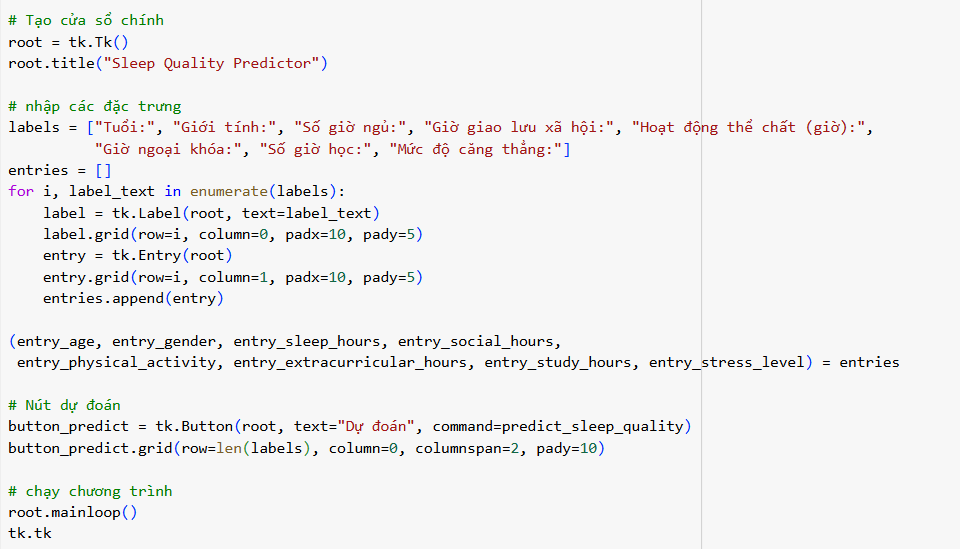 # Tạo cửa sổ chính
root = tk.Tk()
root.title("Sleep Quality Predictor")

# nhập các đặc trưng
labels = ["Tuổi:", "Giới tính:", "Số giờ ngủ:", "Giờ giao lưu xã hội:", "Hoạt động thể chất (giờ):",
          "Giờ ngoại khóa:", "Số giờ học:", "Mức độ căng thẳng:"]
entries = []
for i, label_text in enumerate(labels):
    label = tk.Label(root, text=label_text)
    label.grid(row=i, column=0, padx=10, pady=5)
    entry = tk.Entry(root)
    entry.grid(row=i, column=1, padx=10, pady=5)
    entries.append(entry)

(entry_age, entry_gender, entry_sleep_hours, entry_social_hours,
 entry_physical_activity, entry_extracurricular_hours, entry_study_hours, entry_stress_level) = entries

# Nút dự đoán
button_predict = tk.Button(root, text="Dự đoán", command=predict_sleep_quality)
button_predict.grid(row=len(labels), column=0, columnspan=2, pady=10)

# chạy chương trình
root.mainloop()
tk.tk